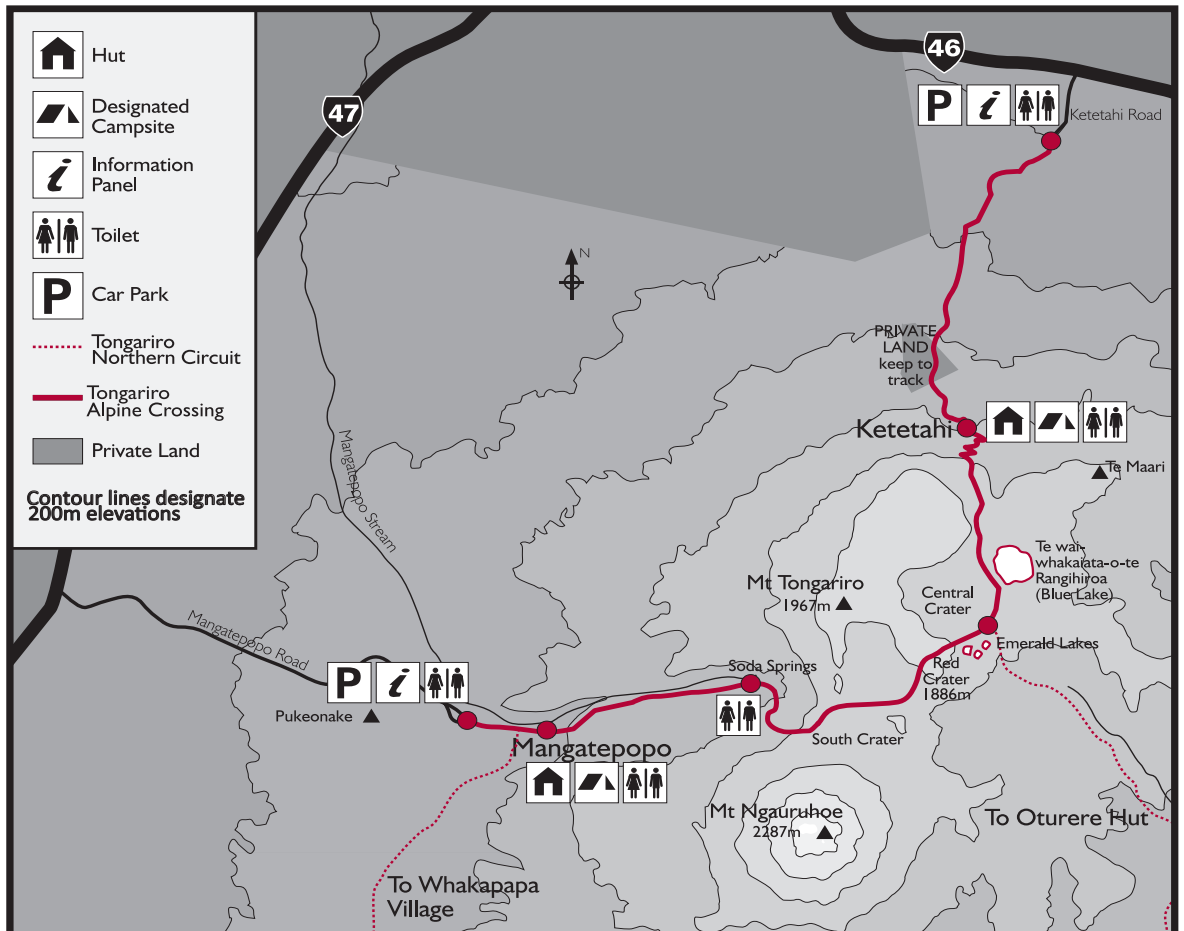 Hut
Designated
Campsite
i
Information
Panel
Toilet
P
Car Park
Tongariro
Northern Circuit
Tongariro
Alpine Crossing
Private Land
Contour lines designate
200m elevations
47
46
P
i
Ketetahi Road
N
PRIVATE
LAND
keep to
track
Ketetahi
Te Maari
Mangatepopo Stream
Te wai-
whakaiata-o-te
Rangihiroa
(Blue Lake)
Mt Tongariro
1967m
Central
Crater
Emerald Lakes
Red
Crater
1886m
Mangatepopo Road
Soda Springs
P
i
Pukeonake
South Crater
Mangatepopo
Mt Ngauruhoe
2287m
To Oturere Hut
To Whakapapa
Village